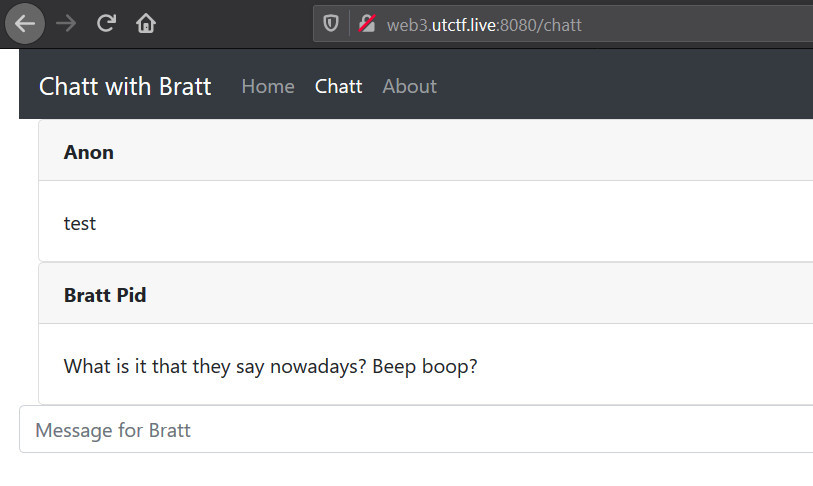 web3.utctf.live:8080/chatt
Chatt with Bratt Home Chatt About
Anon
test
Bratt Pid
What is it that they say nowadays? Beep boop?
Message for Bratt